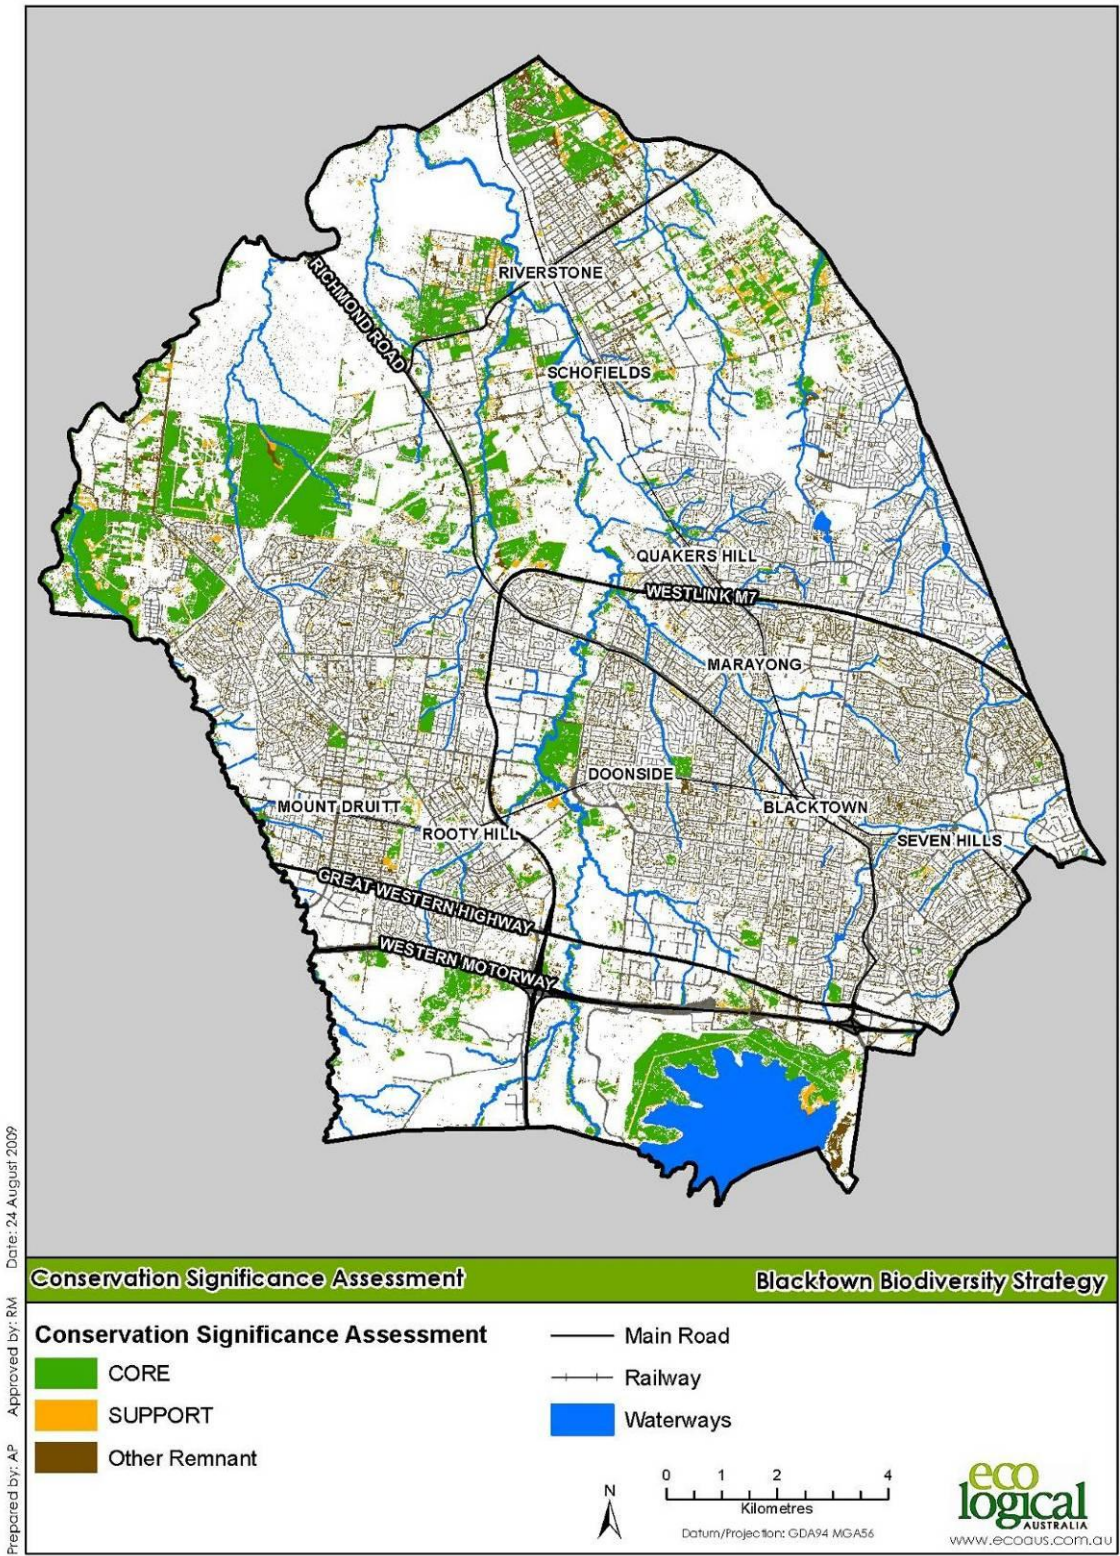 RIVERSTONE
RICHMOND ROAD
SCHOFIELDS
QUAKERS HILL
WESTLINK M7
MARAYONG
DOONSIDE
MOUNT DRUITT
BLACKTOWN
ROOTY HILL
SEVEN HILLS
GREAT WESTERN HIGHWAY
WESTERN MOTORWAY
Prepared by: AP Approved by: RM Date: 24 August 2009
Conservation Significance Assessment
Blacktown Biodiversity Strategy
Conservation Significance Assessment
CORE
SUPPORT
Other Remnant
Main Road
Railway
Waterways
N
0 1 2 4
Kilometres
Datum/Projection: GDA94 MGA56
eco
logical
AUSTRALIA
www.ecoaus.com.au